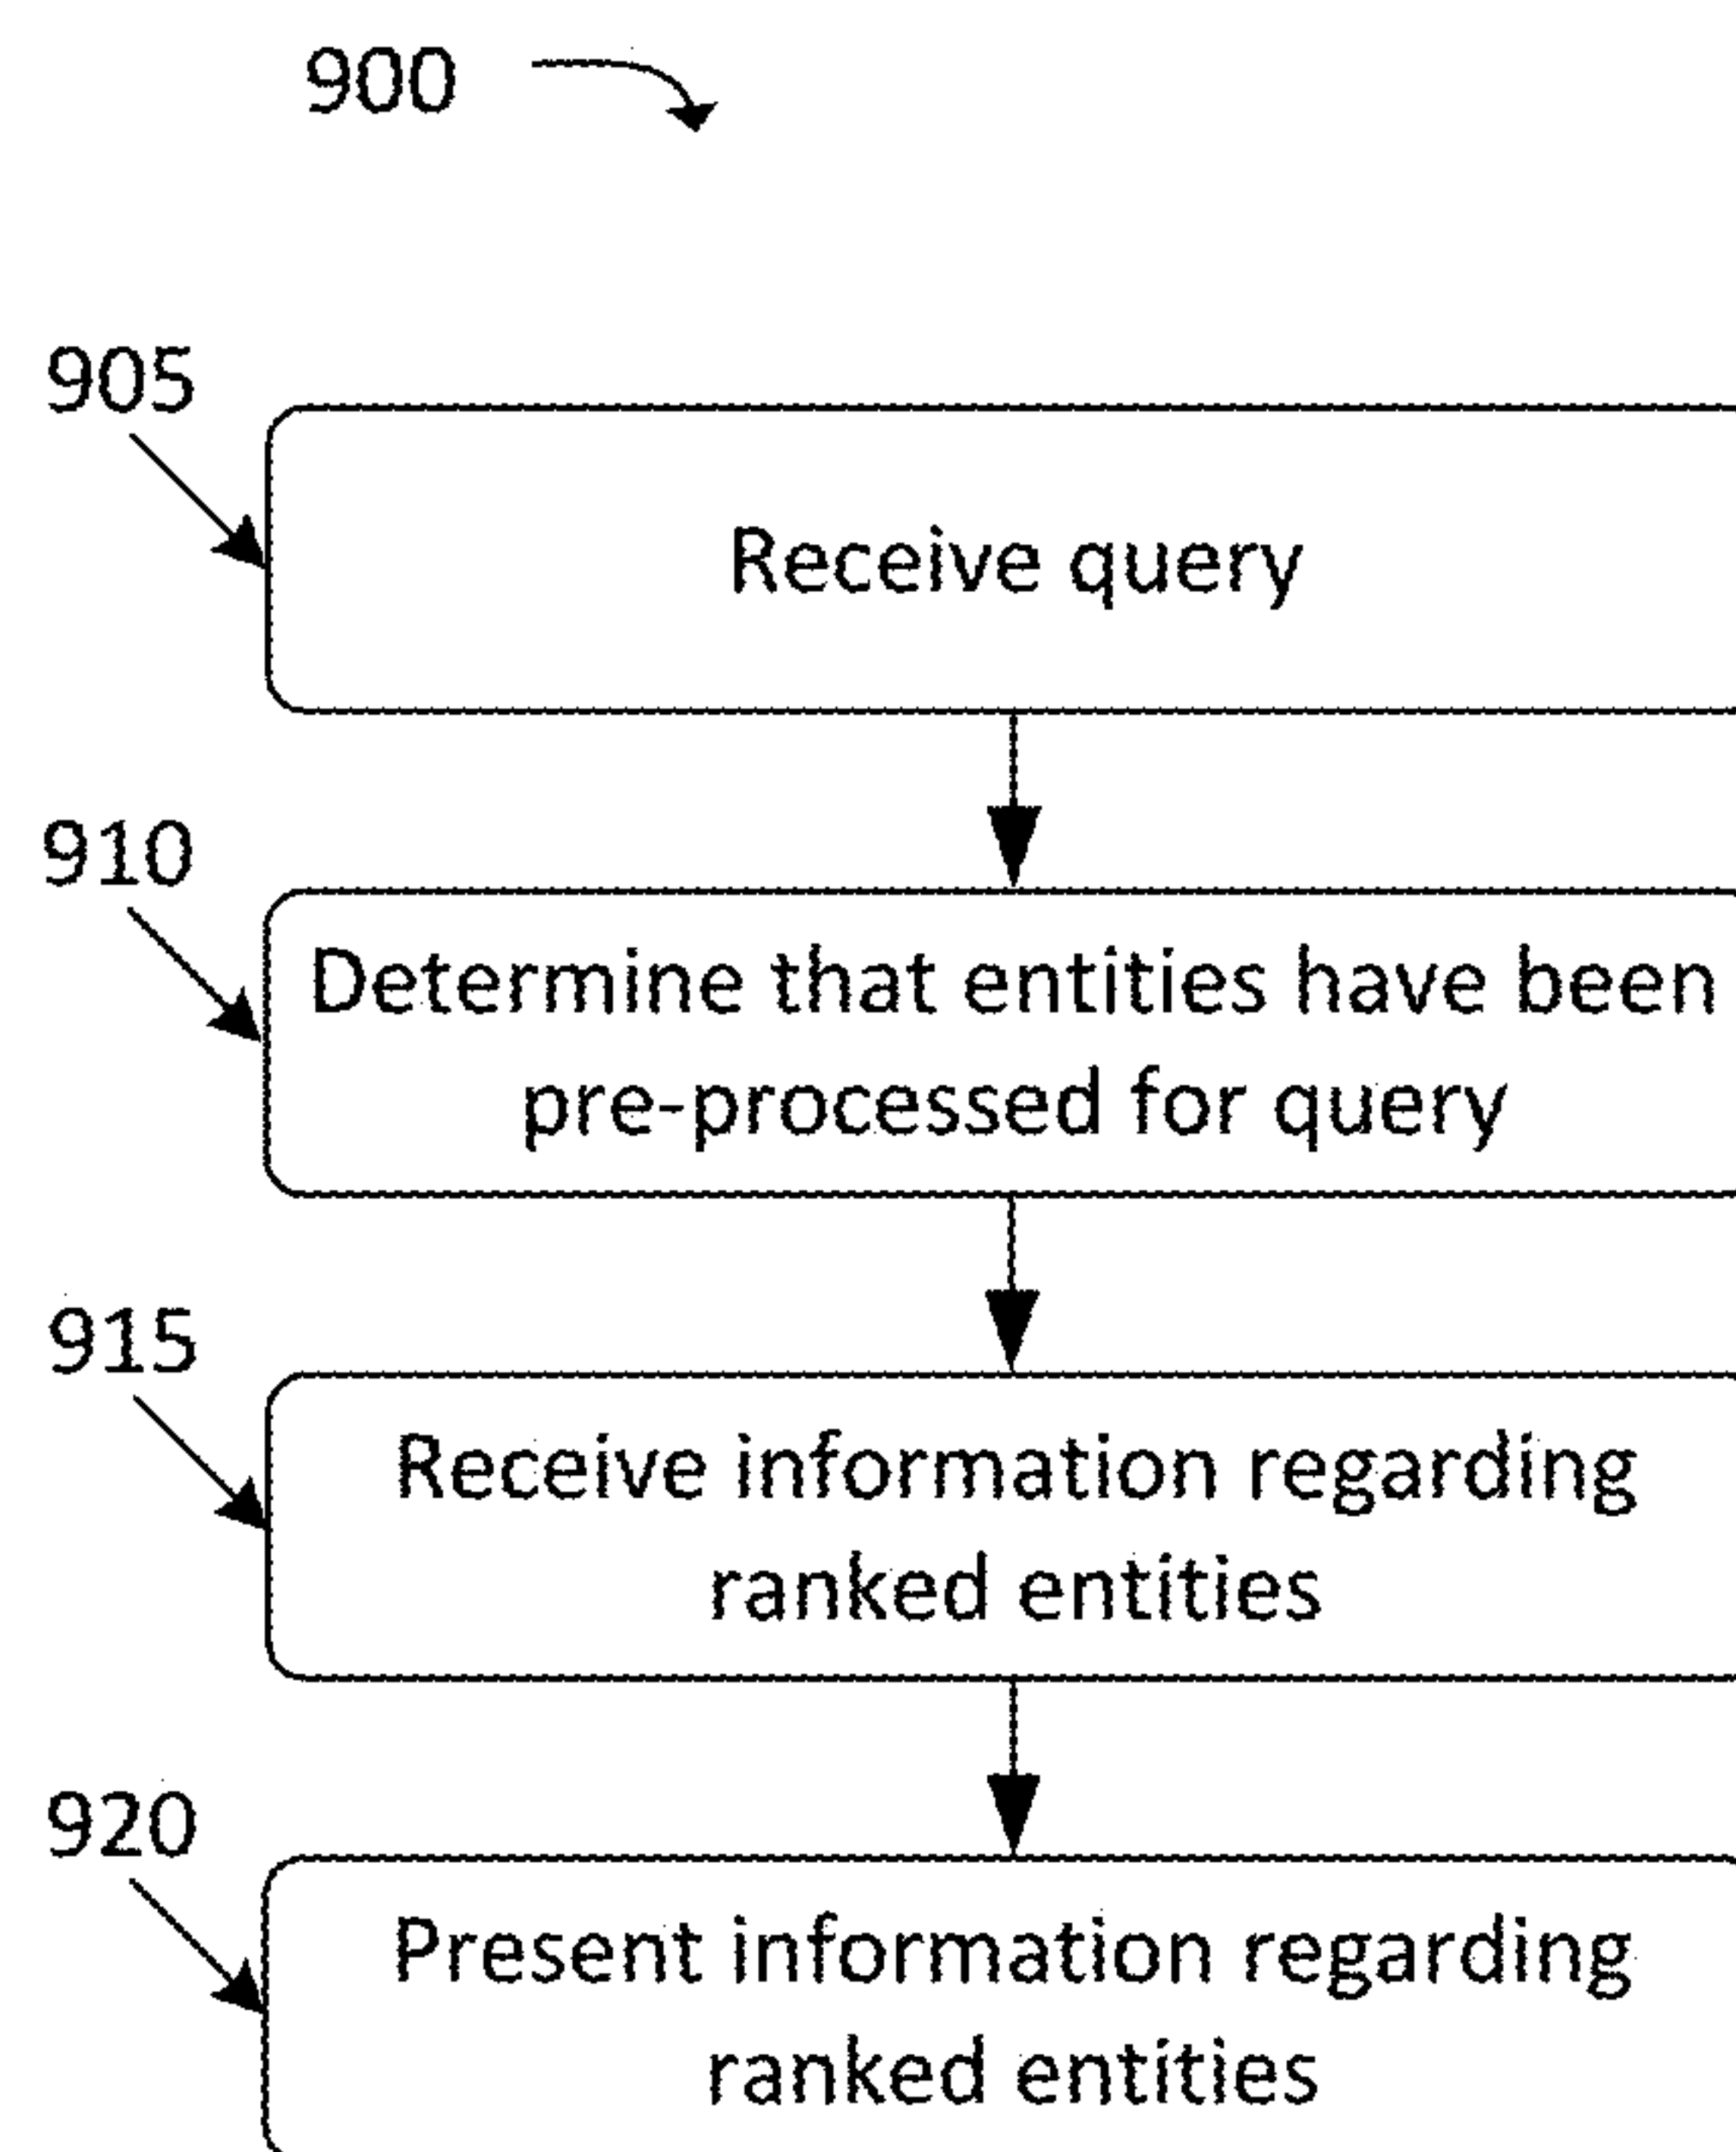 900
905
Receive query
910
Determine that entities have been
pre-processed for query
915
Receive information regarding
ranked entities
920
Present information regarding
ranked entities